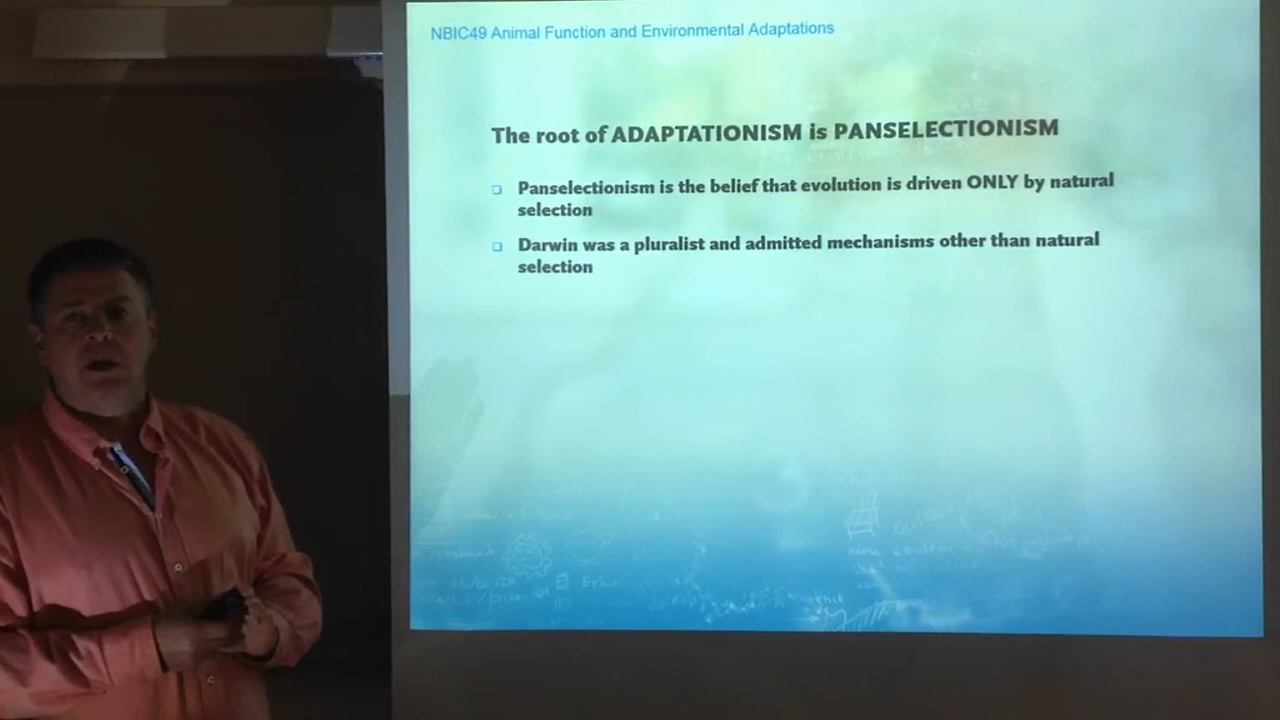 NBIC49 Animal Function and Environmental Adaptations
The root of ADAPTATIONISM is PANSELECTIONISM
Panselectionism is the belief that evolution is driven ONLY by natural
selection
Darwin was a pluralist and admitted mechanisms other than natural
selection